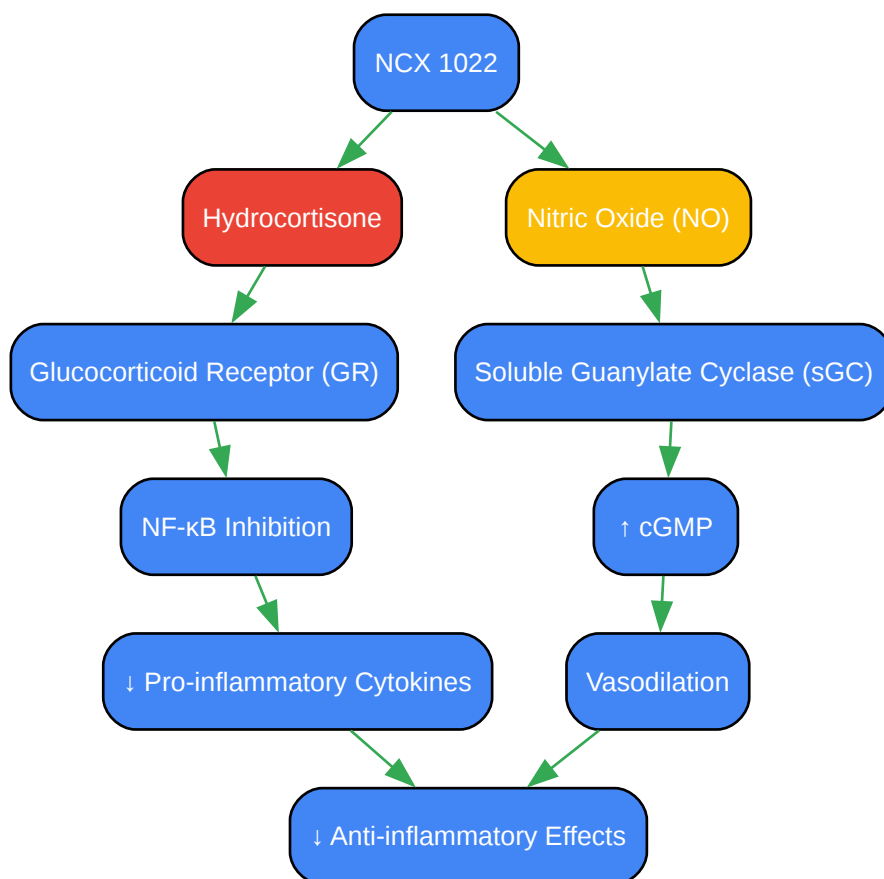 NCX 1022
Hydrocortisone
Nitric Oxide (NO)
Glucocorticoid Receptor (GR)
Soluble Guanylate Cyclase (sGC)
NF-κB Inhibition
↑ cGMP
↓ Pro-inflammatory Cytokines
Vasodilation
↓ Anti-inflammatory Effects